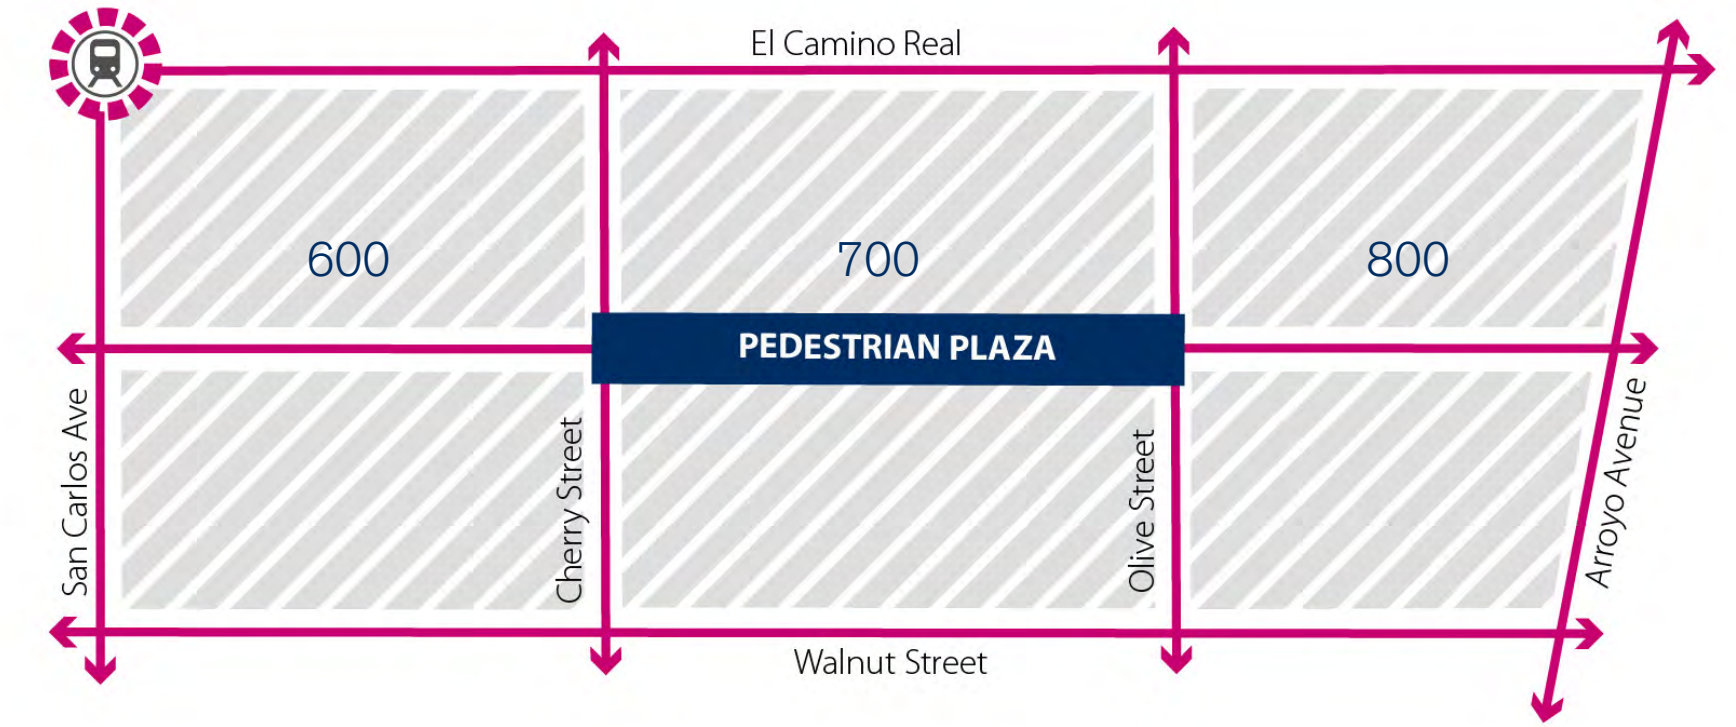 El Camino Real
600
700
800
PEDESTRIAN PLAZA
San Carlos Ave
Cherry Street
Olive Street
Arroyo Avenue
Walnut Street